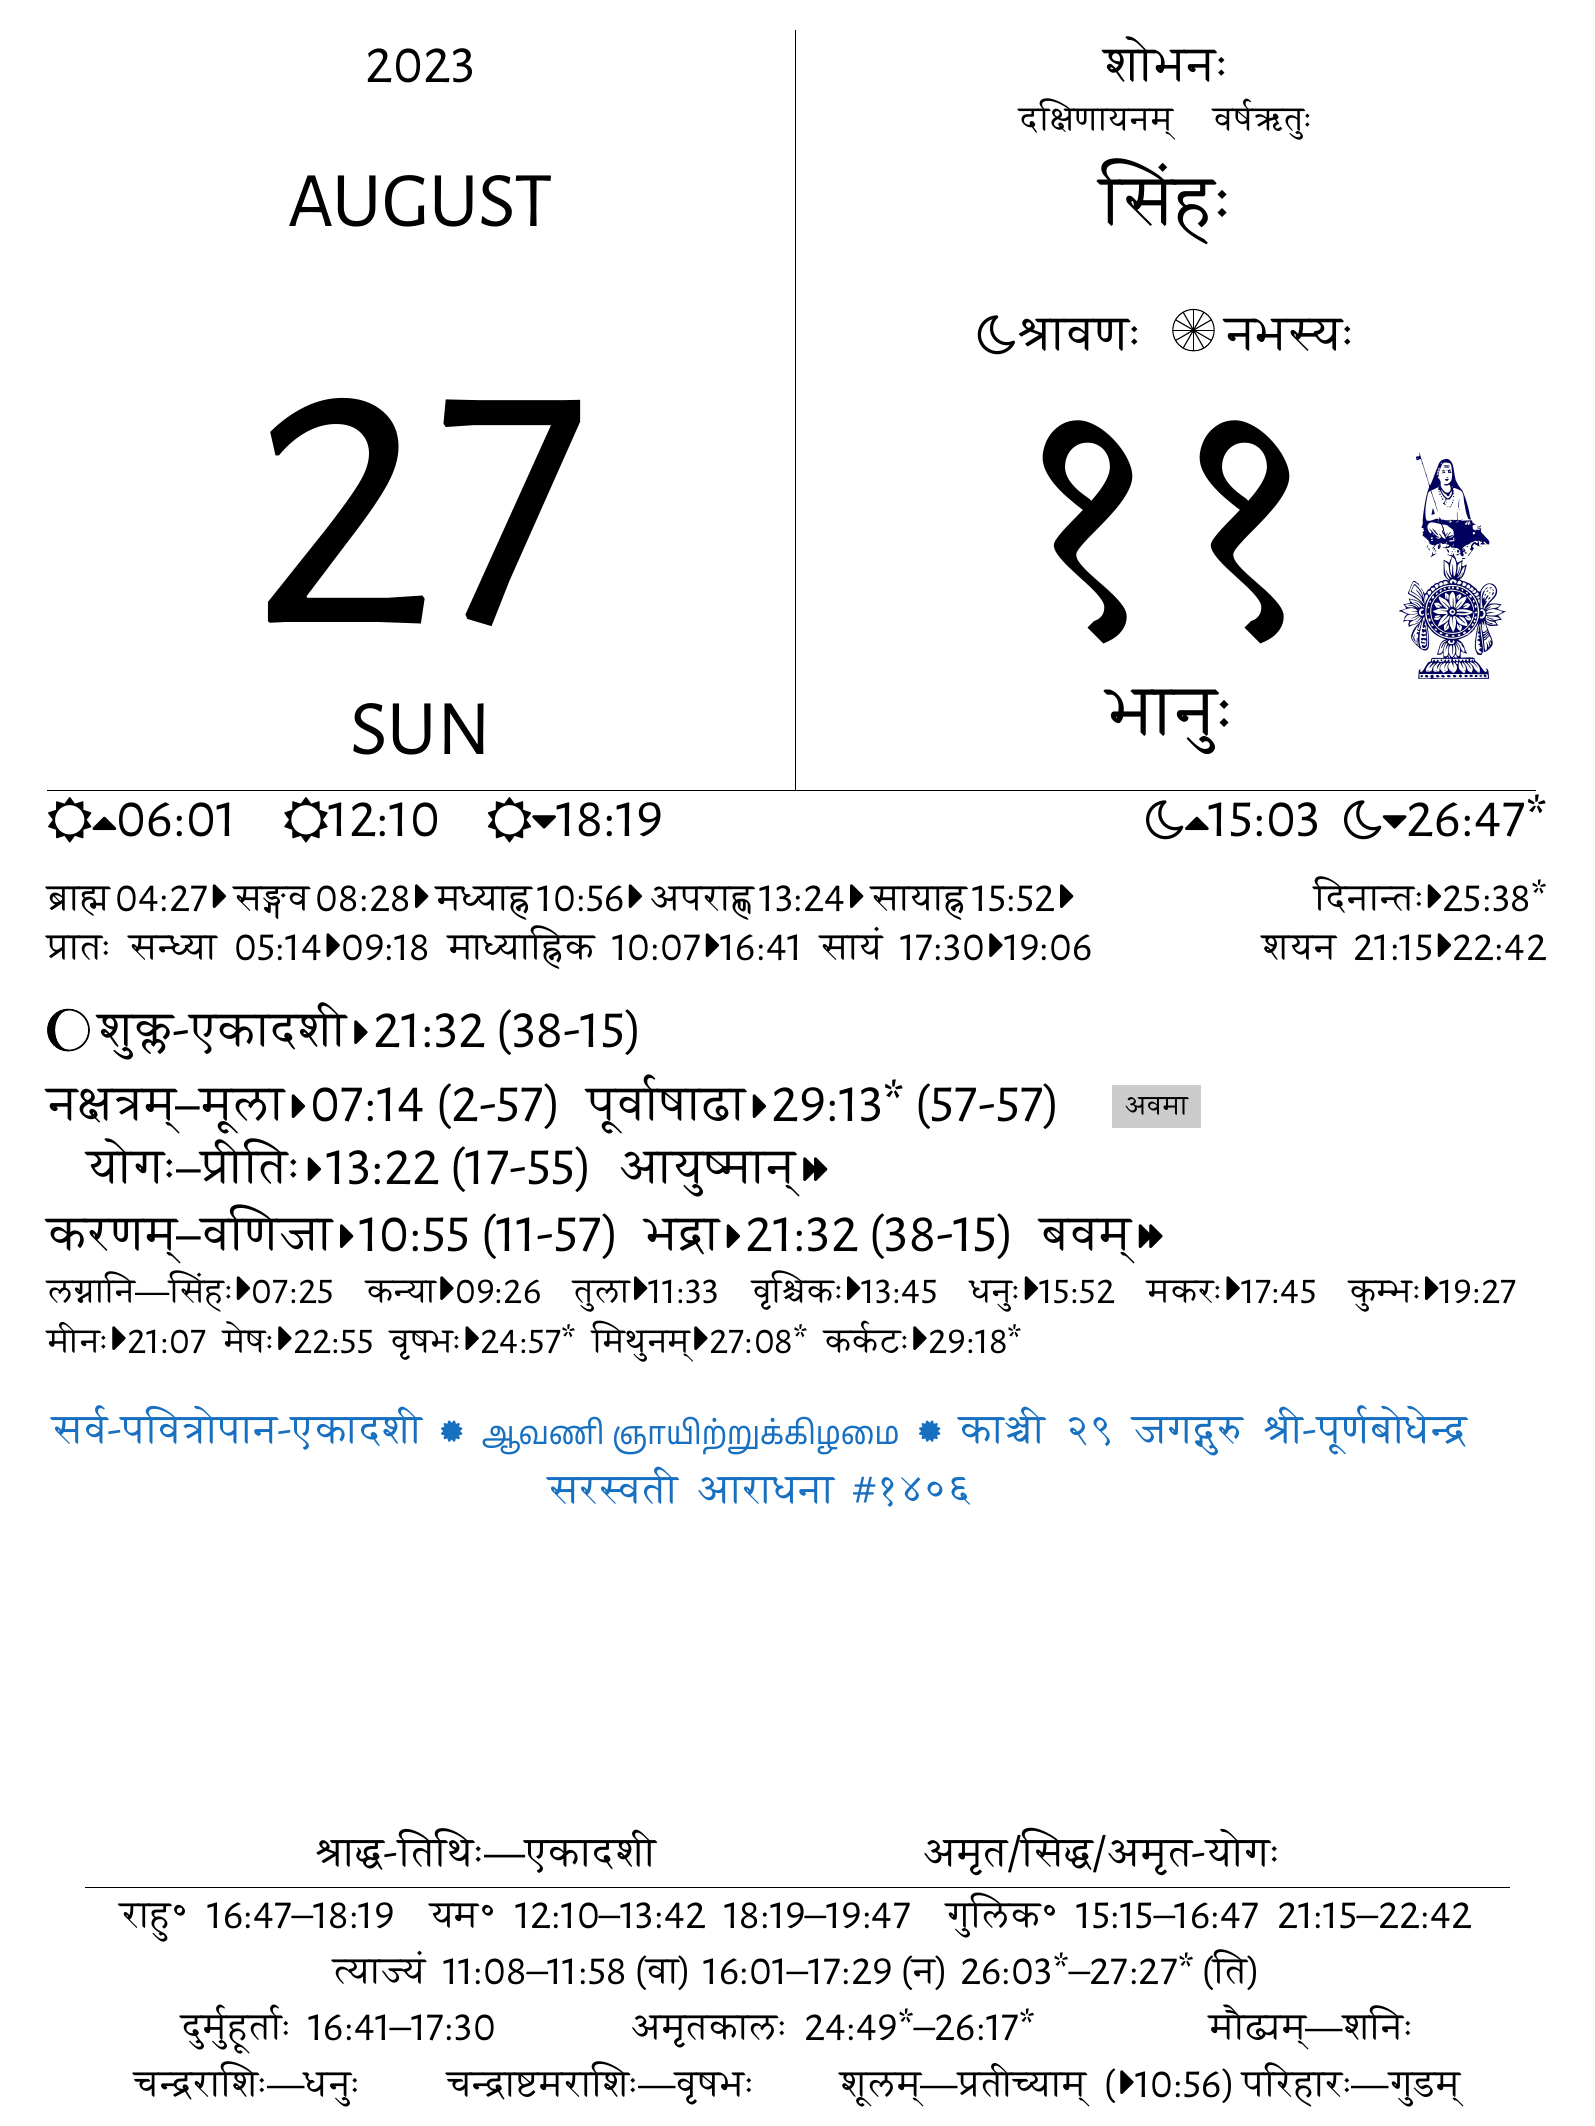 2023
AUGUST
27
SUN
शोभनः
दक्षिणायनम् वर्षऋतुः
सिंहः
श्रावणः नभस्यः
११
भानुः
06:01 12:10 18:19 15:03 26:47*
ब्राह्म 04:27 सङ्गव 08:28 मध्याह्न 10:56 अपराह्ण 13:24 सायाह्न 15:52 दिनान्तः 25:38*
प्रातः सन्ध्या 05:14 09:18 माध्याह्निक 10:07 16:41 सायं 17:30 19:06 शयन 21:15 22:42
शुक्ल-एकादशी 21:32 (38-15)
नक्षत्रम्–मूला 07:14 (2-57) पूर्वाषाढा 29:13* (57-57) अवमा
योगः–प्रीतिः 13:22 (17-55) आयुष्मान्
करणम्–वणिजा 10:55 (11-57) भद्रा 21:32 (38-15) बवम्
लग्नानि—सिंहः 07:25 कन्या 09:26 तुला 11:33 वृश्चिकः 13:45 धनुः 15:52 मकरः 17:45 कुम्भः 19:27
मीनः 21:07 मेषः 22:55 वृषभः 24:57* मिथुनम् 27:08* कर्कटः 29:18*
सर्व-पवित्रोपान-एकादशी ✹ ஆவணி ஞாயிற்றுக்கிழமை ✹ काञ्ची २९ जगद्गुरु श्री-पूर्णबोधेन्द्र
सरस्वती आराधना #१४०६
श्राद्ध-तिथिः—एकादशी अमृत/सिद्ध/अमृत-योगः
राहु° 16:47–18:19 यम° 12:10–13:42 18:19–19:47 गुलिक° 15:15–16:47 21:15–22:42
त्याज्यं 11:08–11:58 (वा) 16:01–17:29 (न) 26:03*–27:27* (ति)
दुर्मुहूर्ताः 16:41–17:30 अमृतकालः 24:49*–26:17* मौढ्यम्—शनिः
चन्द्रराशिः—धनुः चन्द्राष्टमराशिः—वृषभः शूलम्—प्रतीच्याम् (10:56) परिहारः—गुडम्